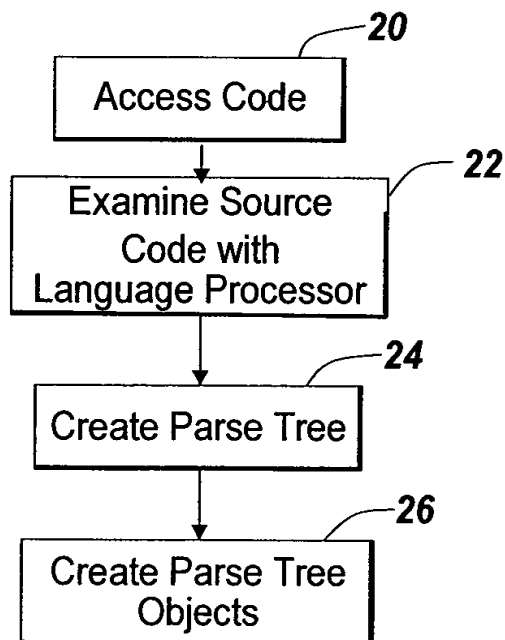 20
Access Code
22
Examine Source
Code with
Language Processor
24
Create Parse Tree
26
Create Parse Tree
Objects